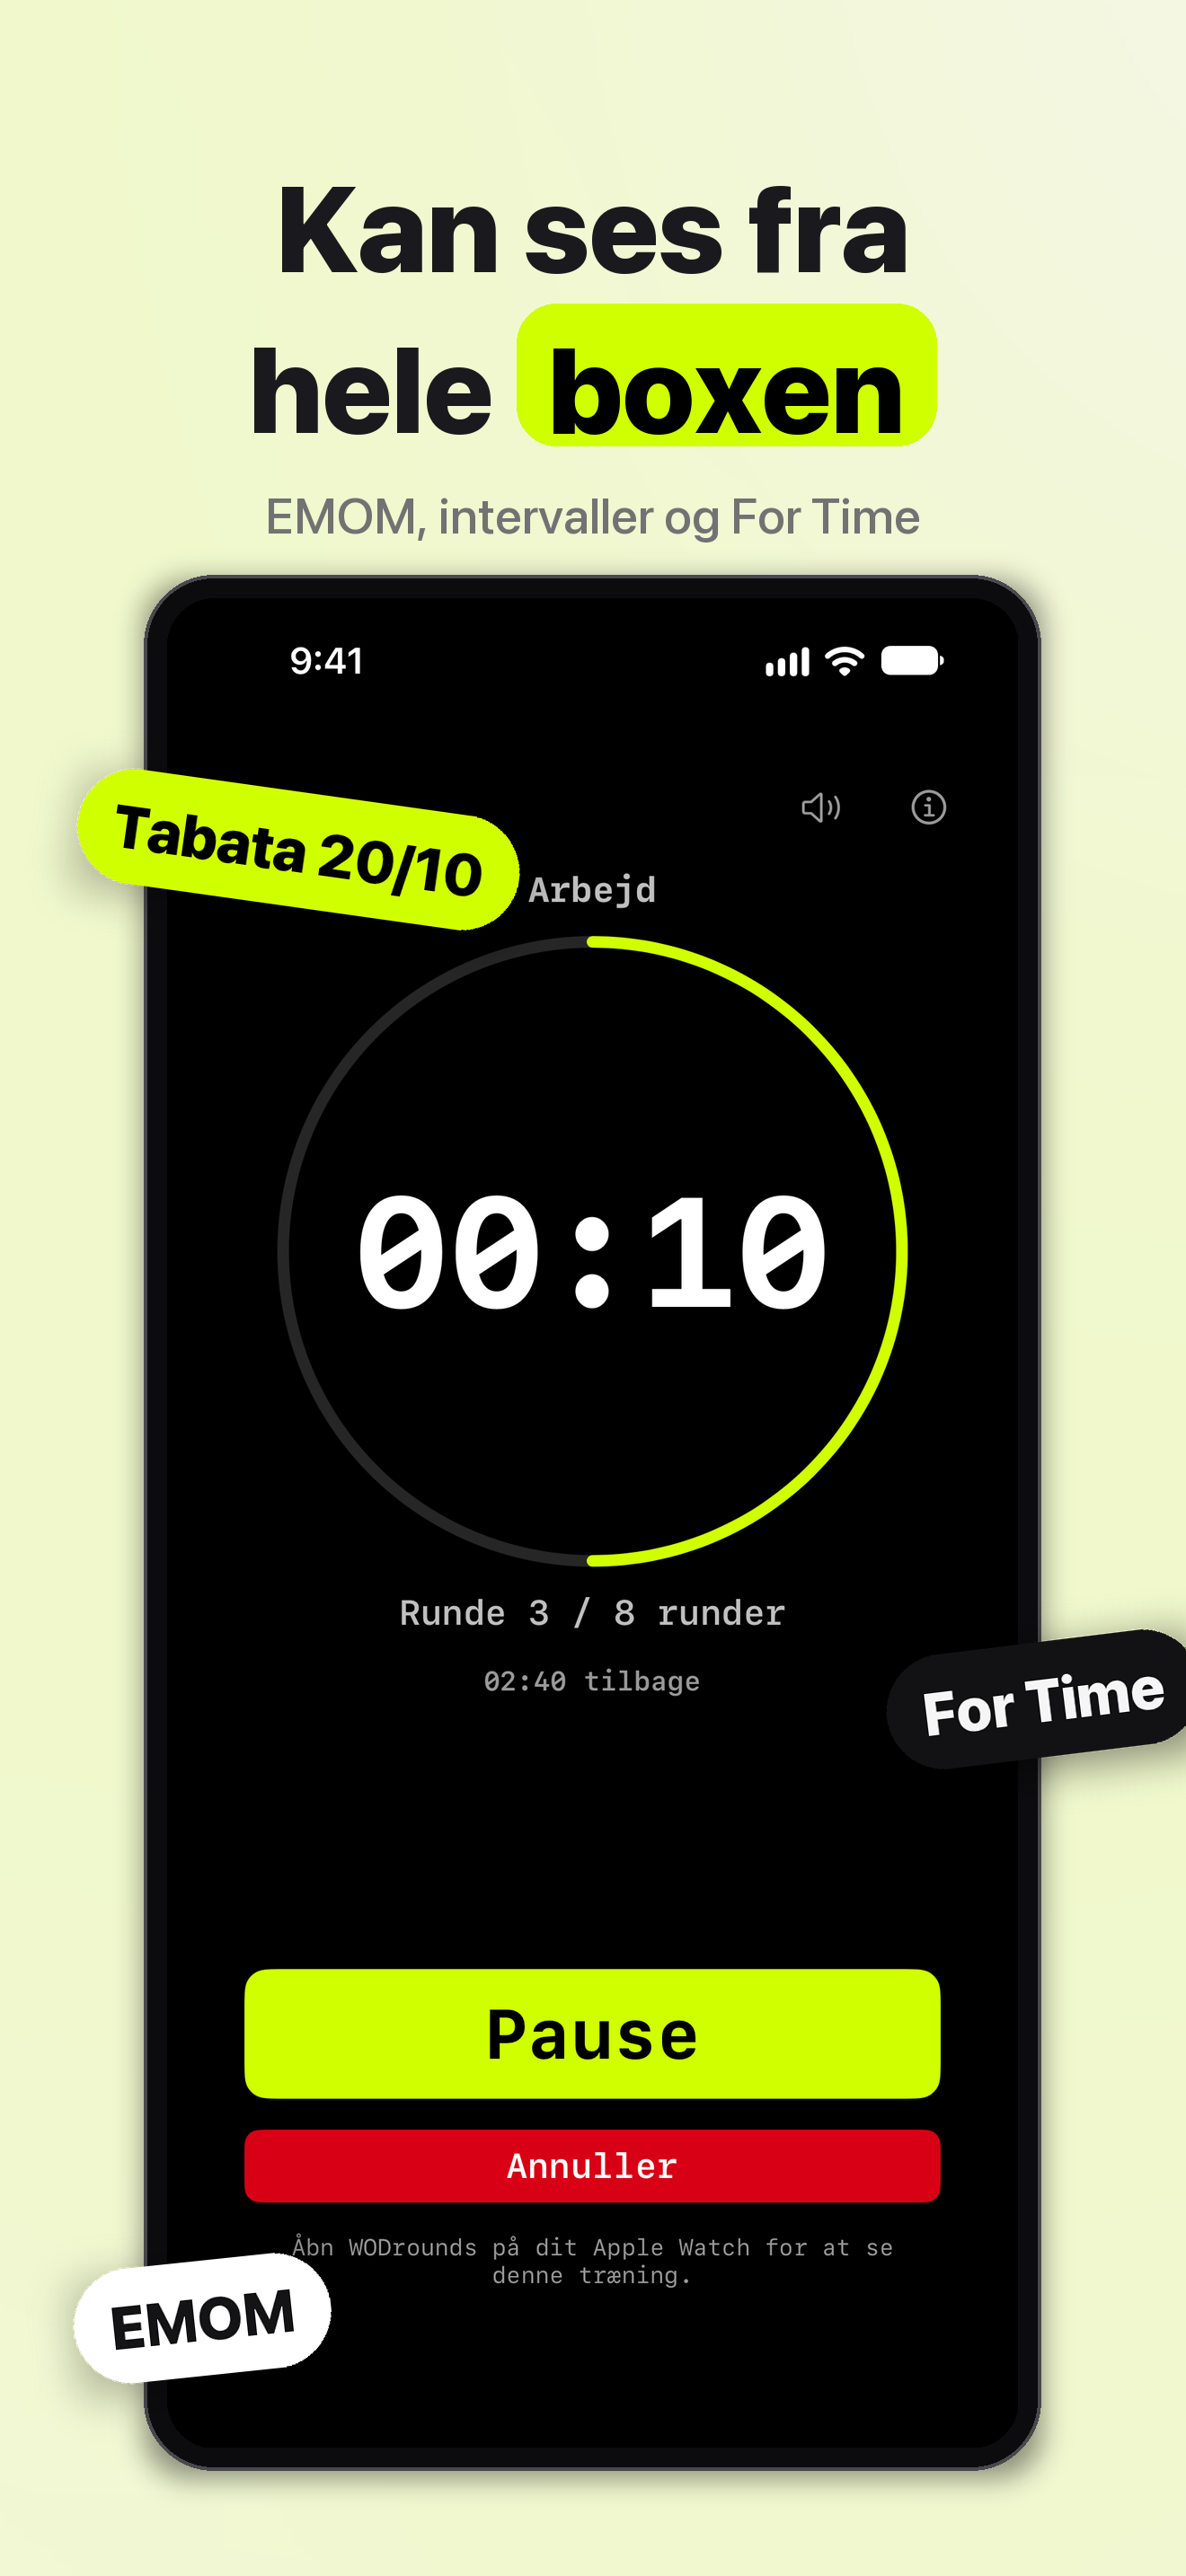 Kan ses fra
hele boxen
EMOM, intervaller og For Time
9:41
Tabata 20/10
Arbejd
00:10
Runde 3 / 8 runder
02:40 tilbage
For Time
Pause
Annuller
Åbn WODrounds på dit Apple Watch for at se
denne træning.
EMOM